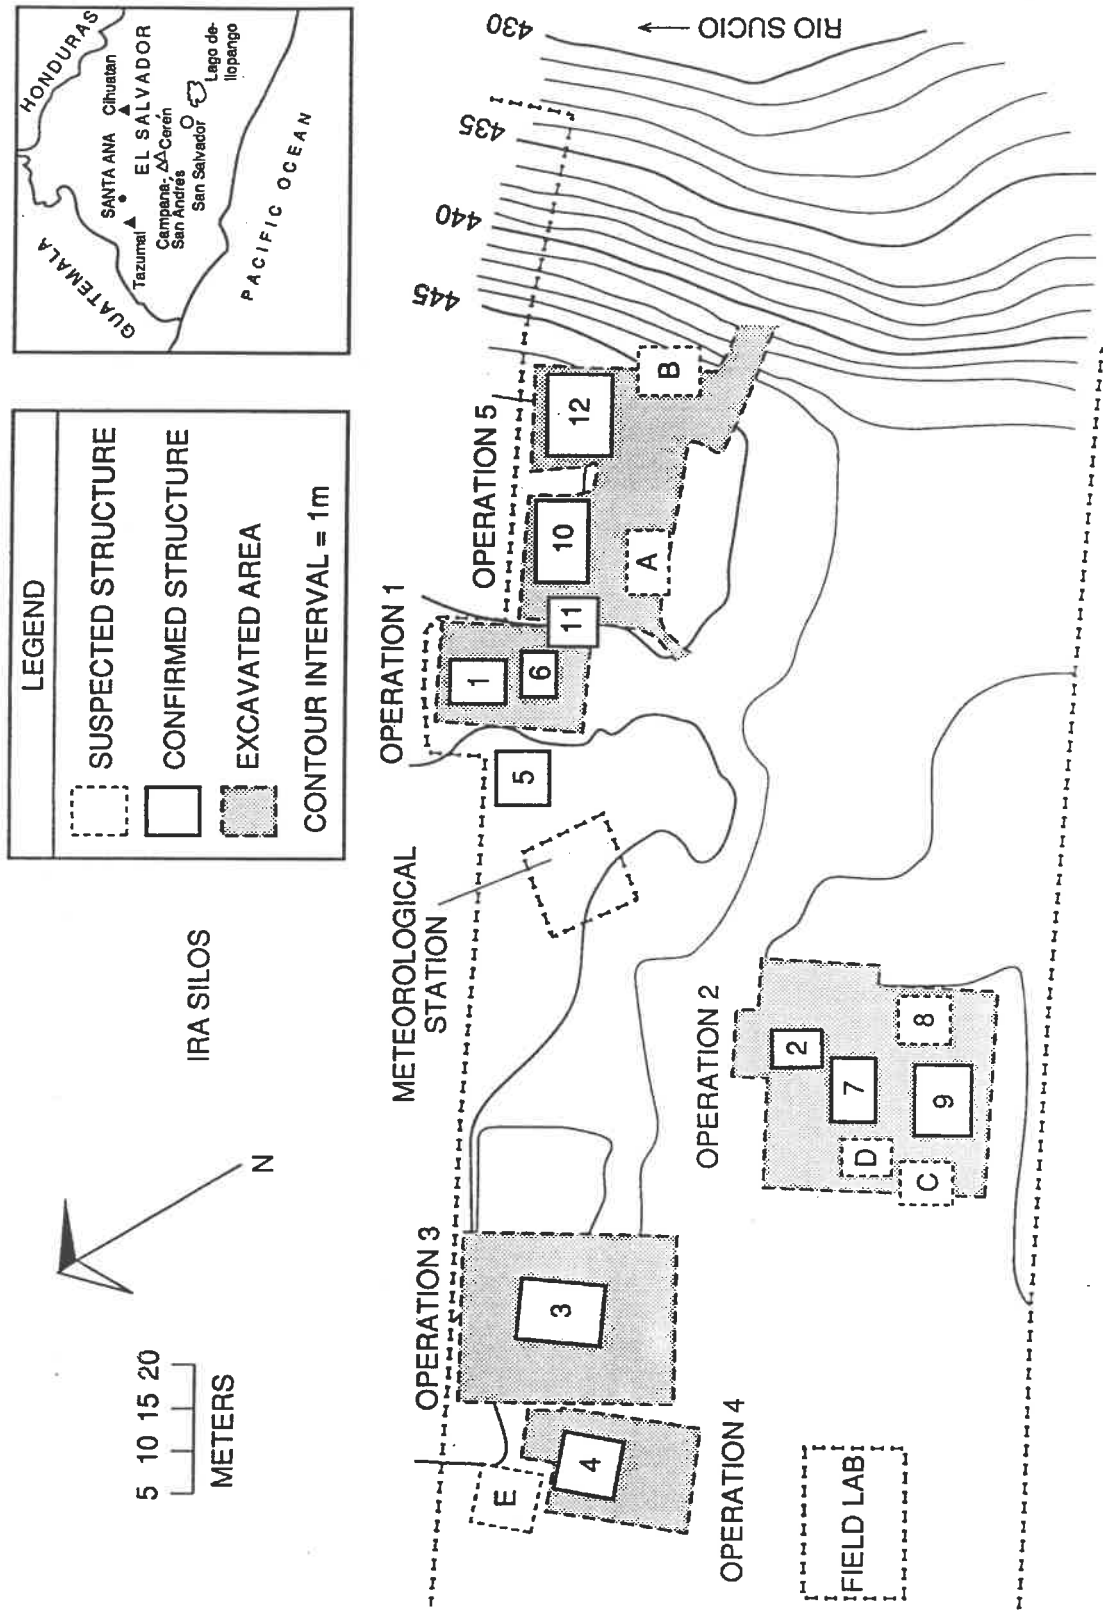 LEGEND
SUSPECTED STRUCTURE
CONFIRMED STRUCTURE
EXCAVATED AREA
CONTOUR INTERVAL = 1m
HONDURAS
GUATEMALA
SANTA ANA
Cihuatan
Tazumal
EL SALVADOR
Campana-
San Andrés
Cerén
San Salvador
Lago de
Ilopango
PACIFIC OCEAN
5 10 15 20
METERS
N
IRA SILOS
METEOROLOGICAL
STATION
OPERATION 1
1
6
11
5
OPERATION 5
10
12
A
B
445
440
435
430
RIO SUCIO
OPERATION 3
3
OPERATION 4
4
E
OPERATION 2
2
7
8
9
D
C
FIELD LAB